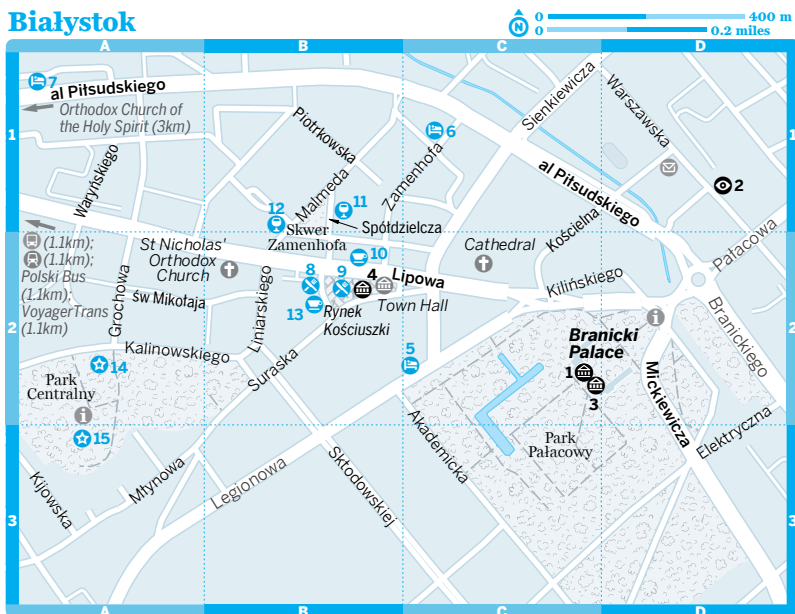 Białystok
N
0 400 m
0 0.2 miles
A B C D
1
7
al Piłsudskiego
Orthodox Church of
the Holy Spirit (3km)
Piotrkowska
6
Sienkiewicza
Warszawska
1
Waryńskiego
Malmeda
Zamenhofa
al Piłsudskiego
2
12
11
Skwer
Zamenhofa
Spółdzielcza
Kościelna
Pałacowa
(1.1km);
(1.1km);
Polski Bus
(1.1km);
VoyagerTrans
(1.1km)
St Nicholas'
Orthodox
Church
10
Cathedral
8
9
4
Lipowa
Kilińskiego
Grochowa
św Mikołaja
Liniarskiego
13
Rynek
Kościuszki
Town Hall
Branickiego
2
2
Kalinowskiego
Suraska
5
Branicki
Palace
1
3
Mickiewicza
14
Park
Centralny
i
i
15
Akademicka
Park
Pałacowy
Elektryczna
Kijowska
Młynowa
Legionowa
Skłodowskiej
3
3
A B C D